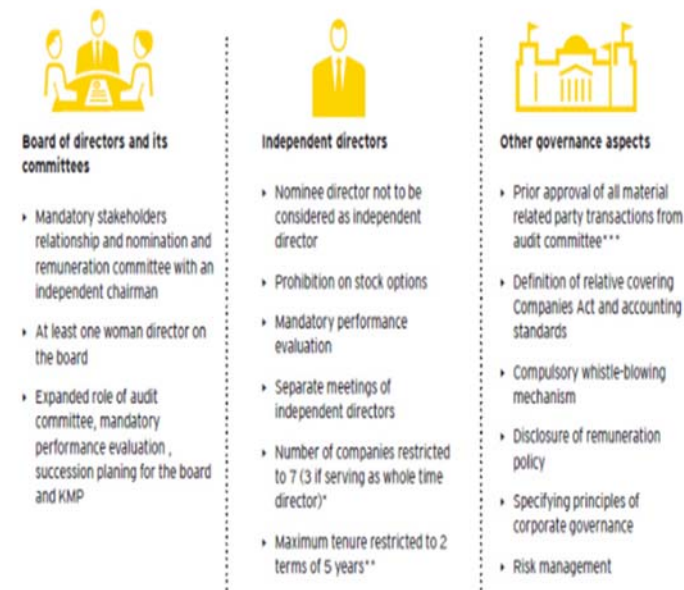 Board of directors and its
committees
▸ Mandatory stakeholders
relationship and nomination and
remuneration committee with an
independent chairman
▸ At least one woman director on
the board
▸ Expanded role of audit
committee, mandatory
performance evaluation ,
succession planing for the board
and KMP
Independent directors
▸ Nominee director not to be
considered as independent
director
▸ Prohibition on stock options
▸ Mandatory performance
evaluation
▸ Separate meetings of
independent directors
▸ Number of companies restricted
to 7 (3 if serving as whole time
director)*
▸ Maximum tenure restricted to 2
terms of 5 years**
Other governance aspects
▸ Prior approval of all material
related party transactions from
audit committee***
▸ Definition of relative covering
Companies Act and accounting
standards
▸ Compulsory whistle-blowing
mechanism
▸ Disclosure of remuneration
policy
▸ Specifying principles of
corporate governance
▸ Risk management